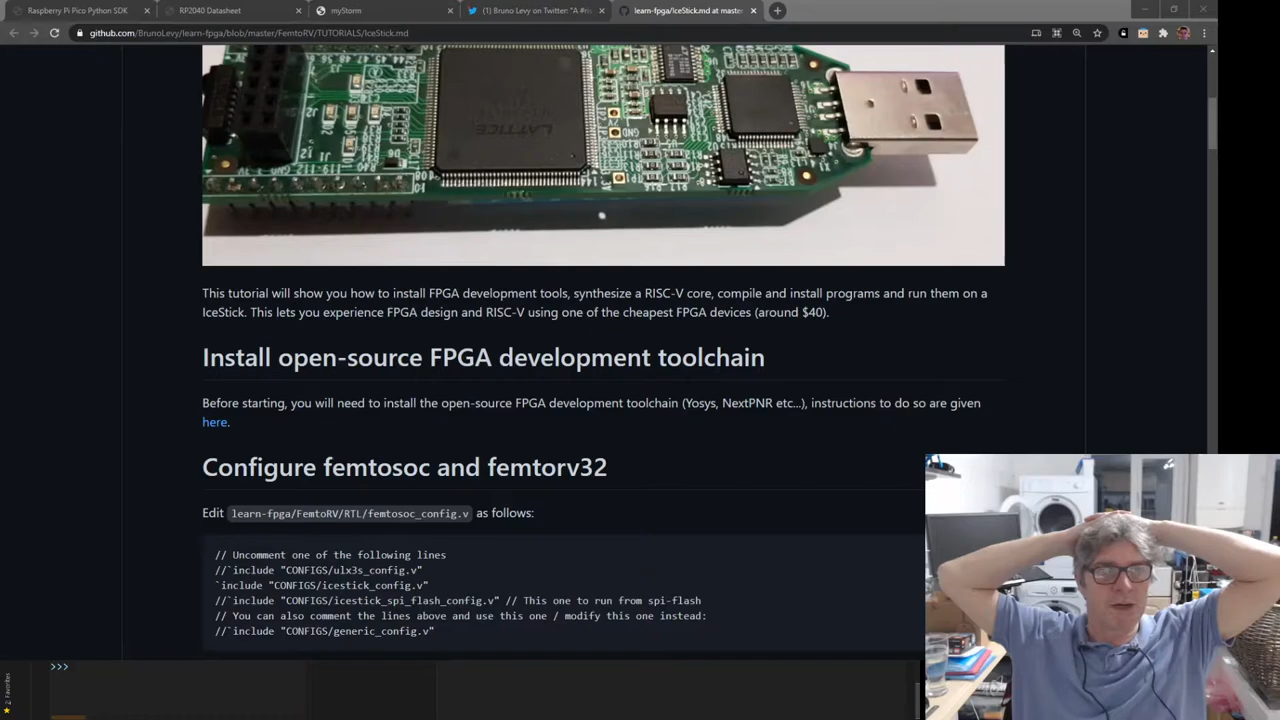 Raspberry Pi Pico Python SDK
RP2040 Datasheet
myStorm
(1) Bruno Levy on Twitter: "A #ri
learn-fpga/IceStick.md at master
github.com/BrunoLevy/learn-fpga/blob/master/FemtoRV/TUTORIALS/IceStick.md
LATTICE
GND
This tutorial will show you how to install FPGA development tools, synthesize a RISC-V core, compile and install programs and run them on a
IceStick. This lets you experience FPGA design and RISC-V using one of the cheapest FPGA devices (around $40).
Install open-source FPGA development toolchain
Before starting, you will need to install the open-source FPGA development toolchain (Yosys, NextPNR etc...), instructions to do so are given
here.
Configure femtosoc and femtorv32
Edit learn-fpga/FemtoRV/RTL/femtosoc_config.v as follows:
// Uncomment one of the following lines
//`include "CONFIGS/ulx3s_config.v"
`include "CONFIGS/icestick_config.v"
//`include "CONFIGS/icestick_spi_flash_config.v" // This one to run from spi-flash
// You can also comment the lines above and use this one / modify this one instead:
//`include "CONFIGS/generic_config.v"
>>>
2: Favorites